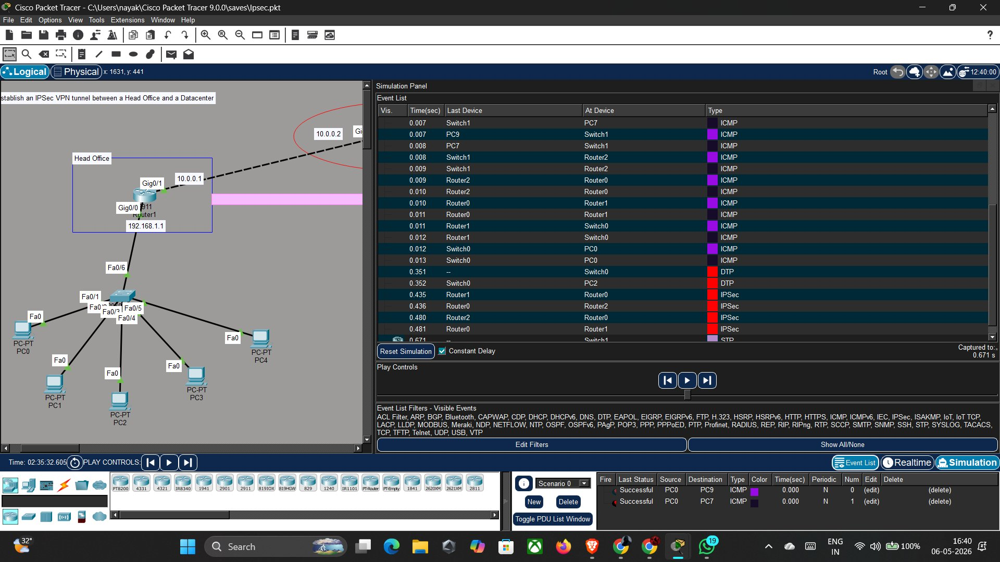 Cisco Packet Tracer - C:\Users\nayak\Cisco Packet Tracer 9.0.0\saves\Ipsec.pkt
File Edit Options View Tools Extensions Window Help
?
Logical Physical x: 1631, y: 441
Root 12:40:00
stablish an IPSec VPN tunnel between a Head Office and a Datacenter
10.0.0.2
Gi
Head Office
10.0.0.1
Gig0/1
Gig0/0
911
Router1
192.168.1.1
Fa0/6
Fa0/1
Fa0/3
Fa0/5
Fa0/4
Fa0
PC-PT
PC0
Fa0
PC-PT
PC1
Fa0
PC-PT
PC2
Fa0
PC-PT
PC3
Fa0
PC-PT
PC4
Simulation Panel
Event List
Vis. Time(sec) Last Device At Device Type
0.007 Switch1 PC7 ICMP
0.007 PC9 Switch1 ICMP
0.008 PC7 Switch1 ICMP
0.008 Switch1 Router2 ICMP
0.009 Switch1 Router2 ICMP
0.009 Router2 Router0 ICMP
0.010 Router2 Router0 ICMP
0.010 Router0 Router1 ICMP
0.011 Router0 Router1 ICMP
0.011 Router1 Switch0 ICMP
0.012 Router1 Switch0 ICMP
0.012 Switch0 PC0 ICMP
0.013 Switch0 PC0 ICMP
0.351 -- Switch0 DTP
0.352 Switch0 PC2 DTP
0.435 Router1 Router0 IPSec
0.436 Router0 Router2 IPSec
0.480 Router2 Router0 IPSec
0.481 Router0 Router1 IPSec
0.671 -- Switch1 STP
Reset Simulation Constant Delay
Captured to:
0.671 s
Play Controls
Event List Filters - Visible Events
ACL Filter, ARP, BGP, Bluetooth, CAPWAP, CDP, DHCP, DHCPv6, DNS, DTP, EAPOL, EIGRP, EIGRPv6, FTP, H.323, HSRP, HSRPv6, HTTP, HTTPS, ICMP, ICMPv6, IEC, IPSec, ISAKMP, IoT, IoT TCP,
LACP, LLDP, MODBUS, Meraki, NDP, NETFLOW, NTP, OSPF, OSPFv6, PAgP, POP3, PPP, PPPoED, PTP, Profinet, RADIUS, REP, RIP, RIPng, RTP, SCCP, SMTP, SNMP, SSH, STP, SYSLOG, TACACS,
TCP, TFTP, Telnet, UDP, USB, VTP
Edit Filters Show All/None
Time: 02:35:32.605 PLAY CONTROLS:
Event List Realtime Simulation
PT8200 4331 4321 IR8340 1941 2901 2911 819IOX 819HGW 829 1240 IR1101 PT-Router PT-Empty 1841 2620XM 2621XM 2811
Scenario 0
New Delete
Toggle PDU List Window
Fire Last Status Source Destination Type Color Time(sec) Periodic Num Edit Delete
Successful PC0 PC9 ICMP 0.000 N 0 (edit) (delete)
Successful PC0 PC7 ICMP 0.000 N 1 (edit) (delete)
32°
Search
19
ENG
IN
100%
16:40
06-05-2026